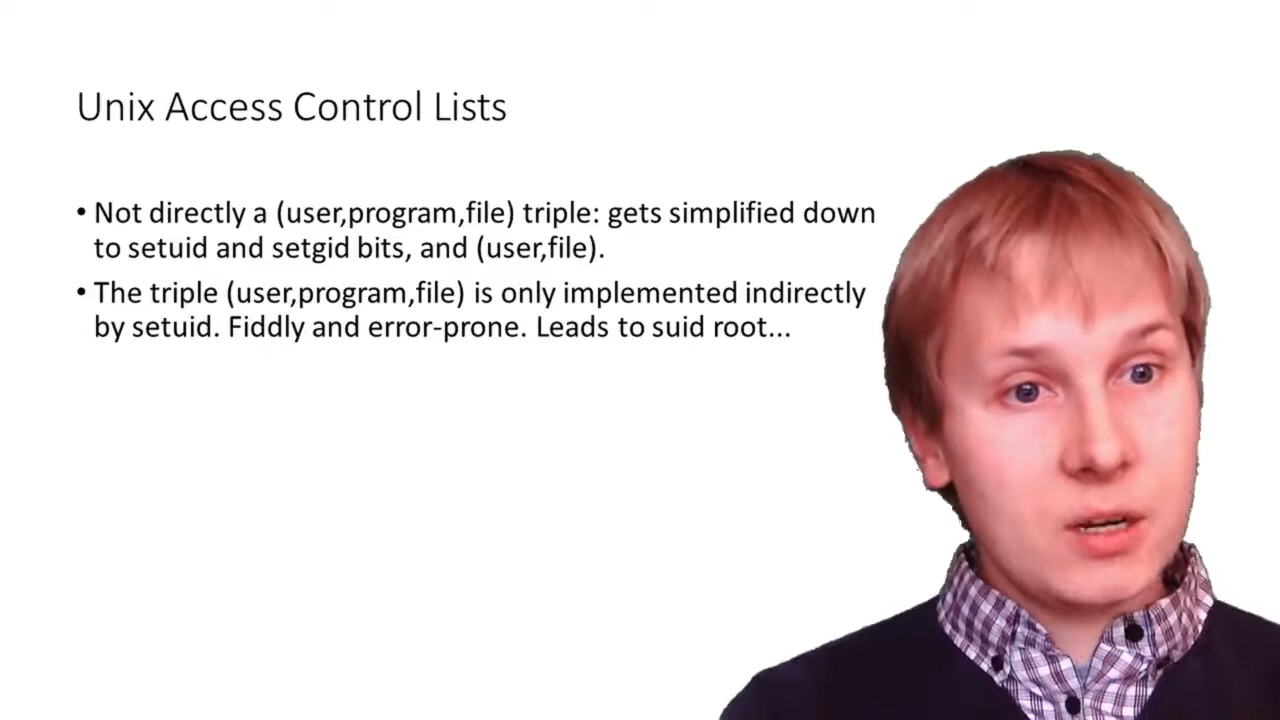 Unix Access Control Lists
• Not directly a (user,program,file) triple: gets simplified down
to setuid and setgid bits, and (user,file).
• The triple (user,program,file) is only implemented indirectly
by setuid. Fiddly and error-prone. Leads to suid root...